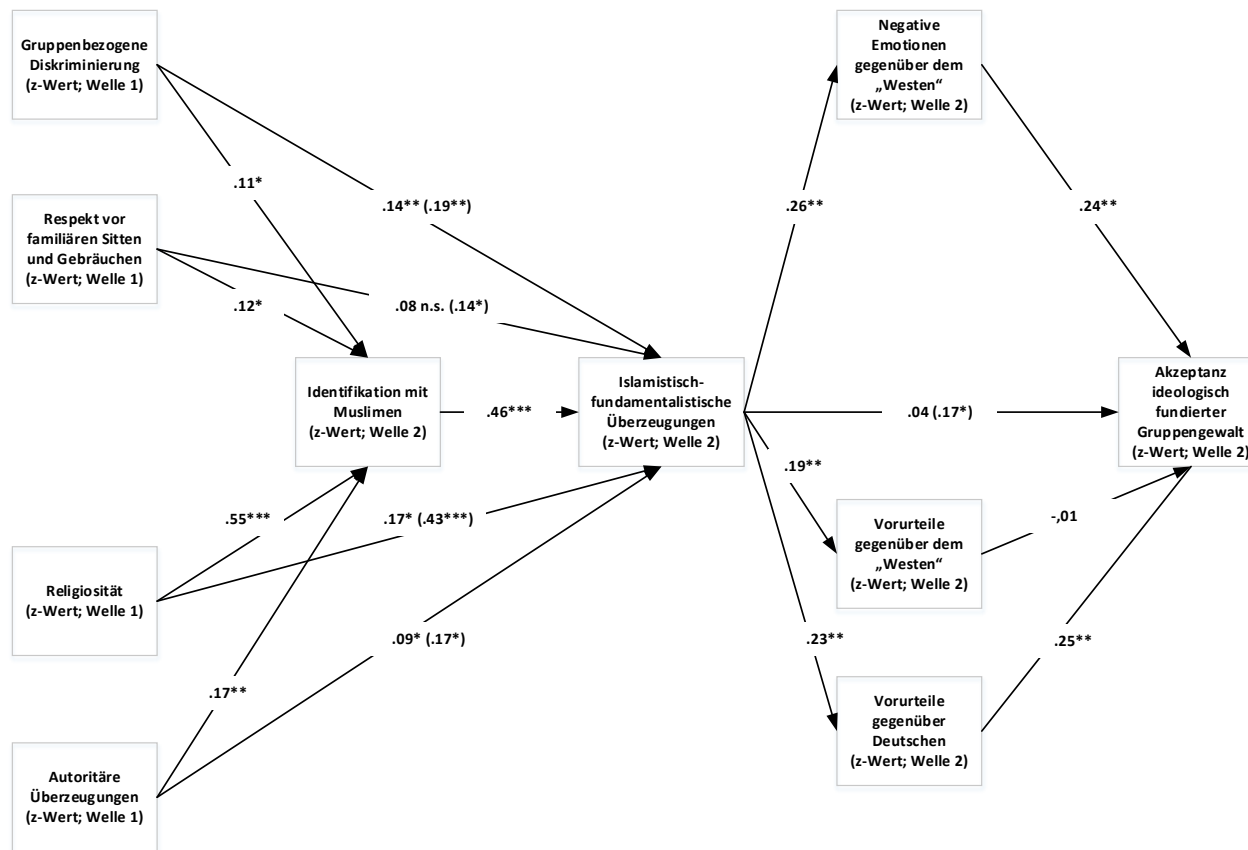 Gruppenbezogene
Diskriminierung
(z-Wert; Welle 1)
Negative
Emotionen
gegenüber dem
„Westen“
(z-Wert; Welle 2)
.11*
.14** (.19**)
.26**
.24**
Respekt vor
familiären Sitten
und Gebräuchen
(z-Wert; Welle 1)
.12*
.08 n.s. (.14*)
Identifikation mit
Muslimen
(z-Wert; Welle 2)
.46***
Islamistisch-
fundamentalistische
Überzeugungen
(z-Wert; Welle 2)
.04 (.17*)
Akzeptanz
ideologisch
fundierter
Gruppengewalt
(z-Wert; Welle 2)
.19**
.55***
.17* (.43***)
Vorurteile
gegenüber dem
„Westen“
(z-Wert; Welle 2)
-,01
Religiosität
(z-Wert; Welle 1)
.09* (.17*)
.23**
.25**
.17**
Vorurteile
gegenüber
Deutschen
(z-Wert; Welle 2)
Autoritäre
Überzeugungen
(z-Wert; Welle 1)